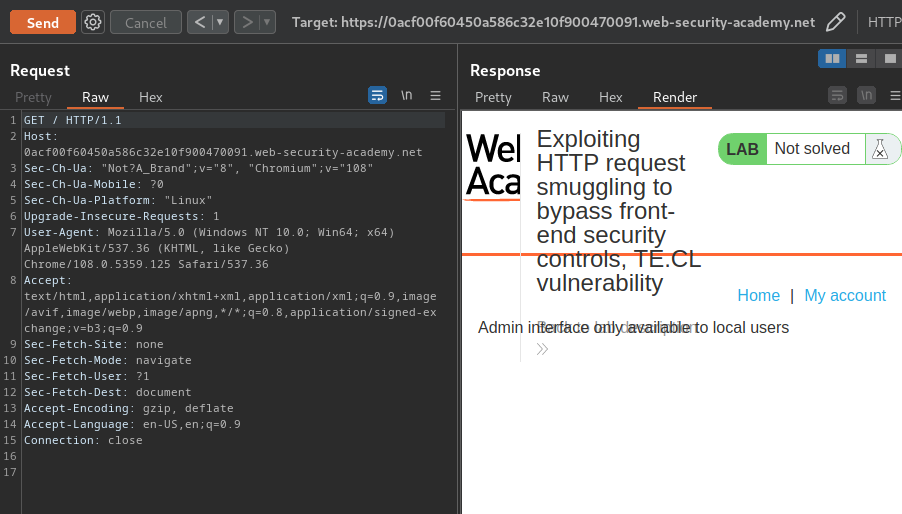 Send Cancel < | ▾ > | ▾ Target: https://0acf00f60450a586c32e10f900470091.web-security-academy.net HTTP
Request
Pretty Raw Hex \n
1 GET / HTTP/1.1
2 Host:
0acf00f60450a586c32e10f900470091.web-security-academy.net
3 Sec-Ch-Ua: "Not?A_Brand";v="8", "Chromium";v="108"
4 Sec-Ch-Ua-Mobile: ?0
5 Sec-Ch-Ua-Platform: "Linux"
6 Upgrade-Insecure-Requests: 1
7 User-Agent: Mozilla/5.0 (Windows NT 10.0; Win64; x64)
AppleWebKit/537.36 (KHTML, like Gecko)
Chrome/108.0.5359.125 Safari/537.36
8 Accept:
text/html,application/xhtml+xml,application/xml;q=0.9,image
/avif,image/webp,image/apng,*/*;q=0.8,application/signed-ex
change;v=b3;q=0.9
9 Sec-Fetch-Site: none
10 Sec-Fetch-Mode: navigate
11 Sec-Fetch-User: ?1
12 Sec-Fetch-Dest: document
13 Accept-Encoding: gzip, deflate
14 Accept-Language: en-US,en;q=0.9
15 Connection: close
16
17
Response
Pretty Raw Hex Render \n
We
Aca
Exploiting
HTTP request
smuggling to
bypass front-
end security
controls, TE.CL
vulnerability
LAB Not solved
Home | My account
Back to lab description
Admin interface only available to local users